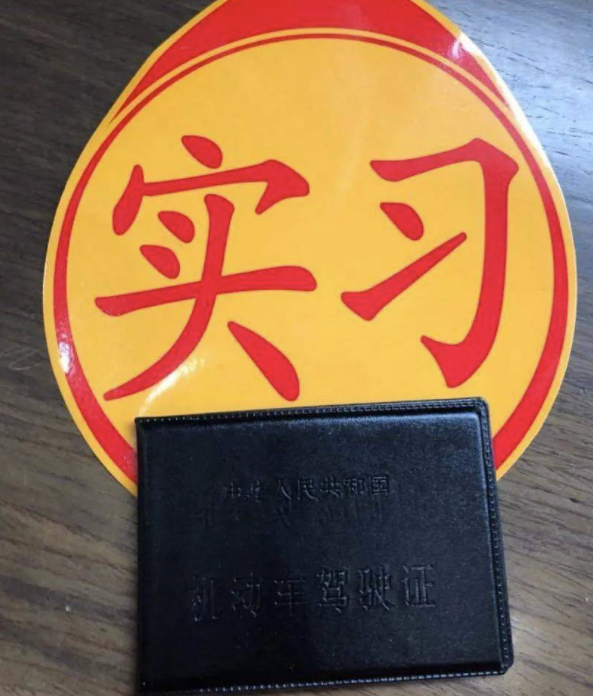 实习
中华人民共和国
机动车驾驶证